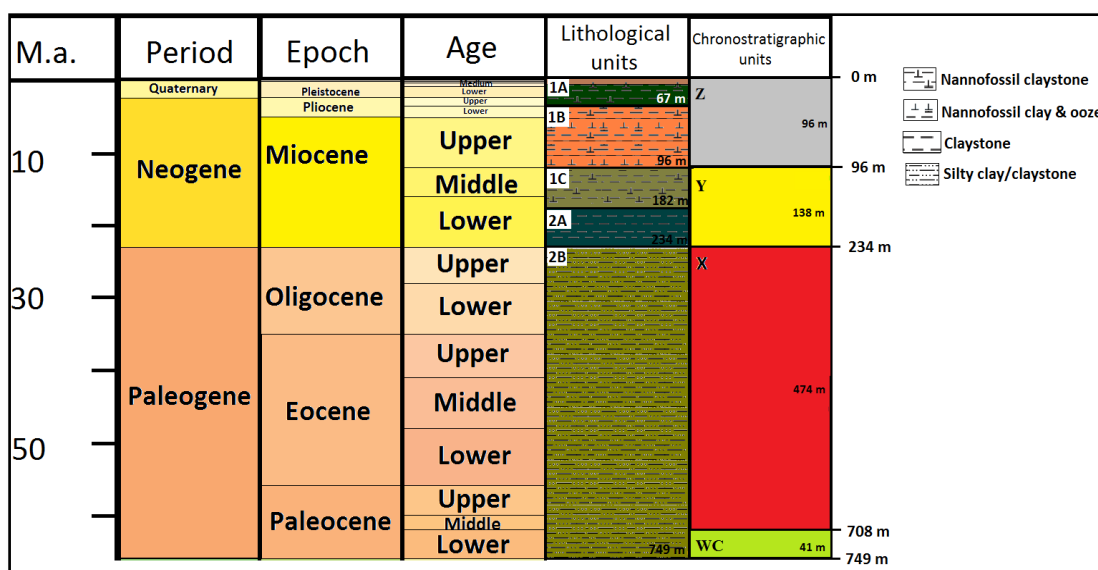 M.a.
Period
Epoch
Age
Lithological
units
Chronostratigraphic
units
10
30
50
Quaternary
Neogene
Paleogene
Pleistocene
Pliocene
Miocene
Oligocene
Eocene
Paleocene
Medium
Lower
Upper
Lower
Upper
Middle
Lower
Upper
Lower
Upper
Middle
Lower
Upper
Middle
Lower
1A
67 m
1B
96 m
1C
182 m
2A
234 m
2B
749 m
Z
96 m
Y
138 m
X
474 m
WC
41 m
0 m
96 m
234 m
708 m
749 m
Nannofossil claystone
Nannofossil clay & ooze
Claystone
Silty clay/claystone